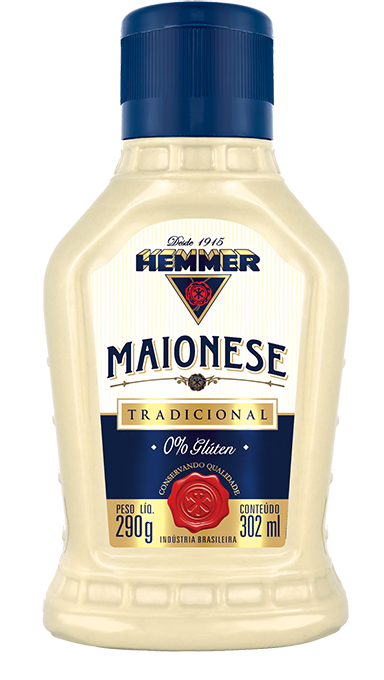 Desde 1915
HEMMER
MAIONESE
TRADICIONAL
0% Glúten
CONSERVANDO QUALIDADE
PESO LÍQ.
290g
CONTEÚDO
302 ml
INDÚSTRIA BRASILEIRA